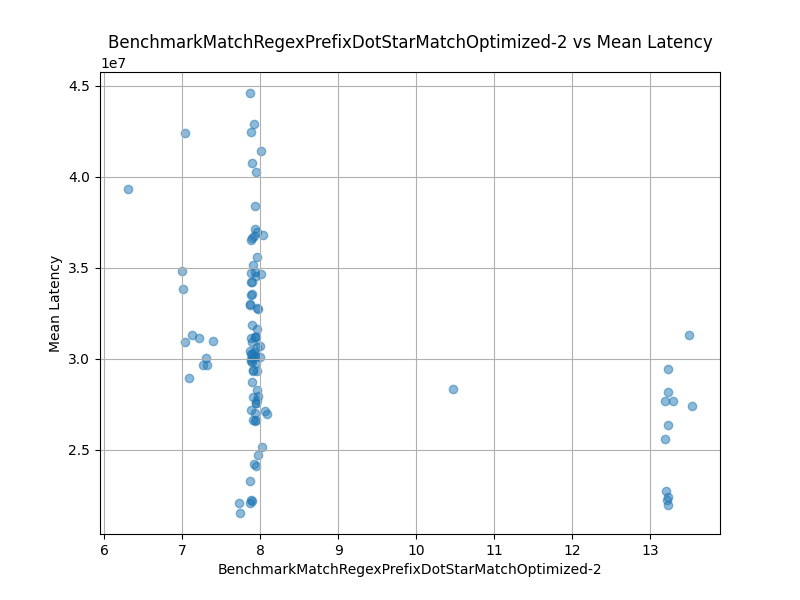 BenchmarkMatchRegexPrefixDotStarMatchOptimized-2 vs Mean Latency
1e7
4.5
4.0
3.5
3.0
2.5
Mean Latency
6 7 8 9 10 11 12 13
BenchmarkMatchRegexPrefixDotStarMatchOptimized-2